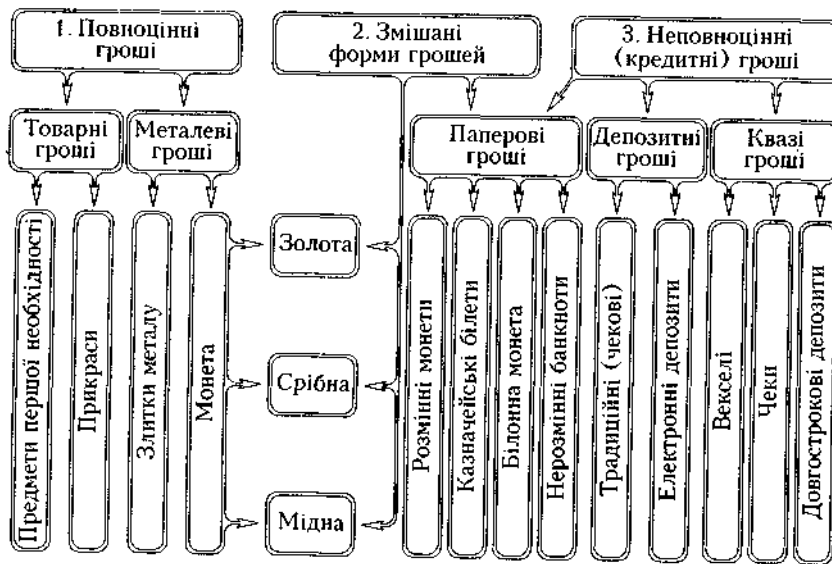 1. Повноцінні
гроші
2. Змішані
форми грошей
3. Неповноцінні
(кредитні) гроші
Товарні
гроші
Металеві
гроші
Паперові
гроші
Депозитні
гроші
Квазі
гроші
Предмети першої необхідності
Прикраси
Злитки металу
Монета
Золота
Срібна
Мідна
Розмінні монети
Казначейські білети
Білонна монета
Нерозмінні банкноти
Традиційні (чекові)
Електронні депозити
Векселі
Чеки
Довгострокові депозити